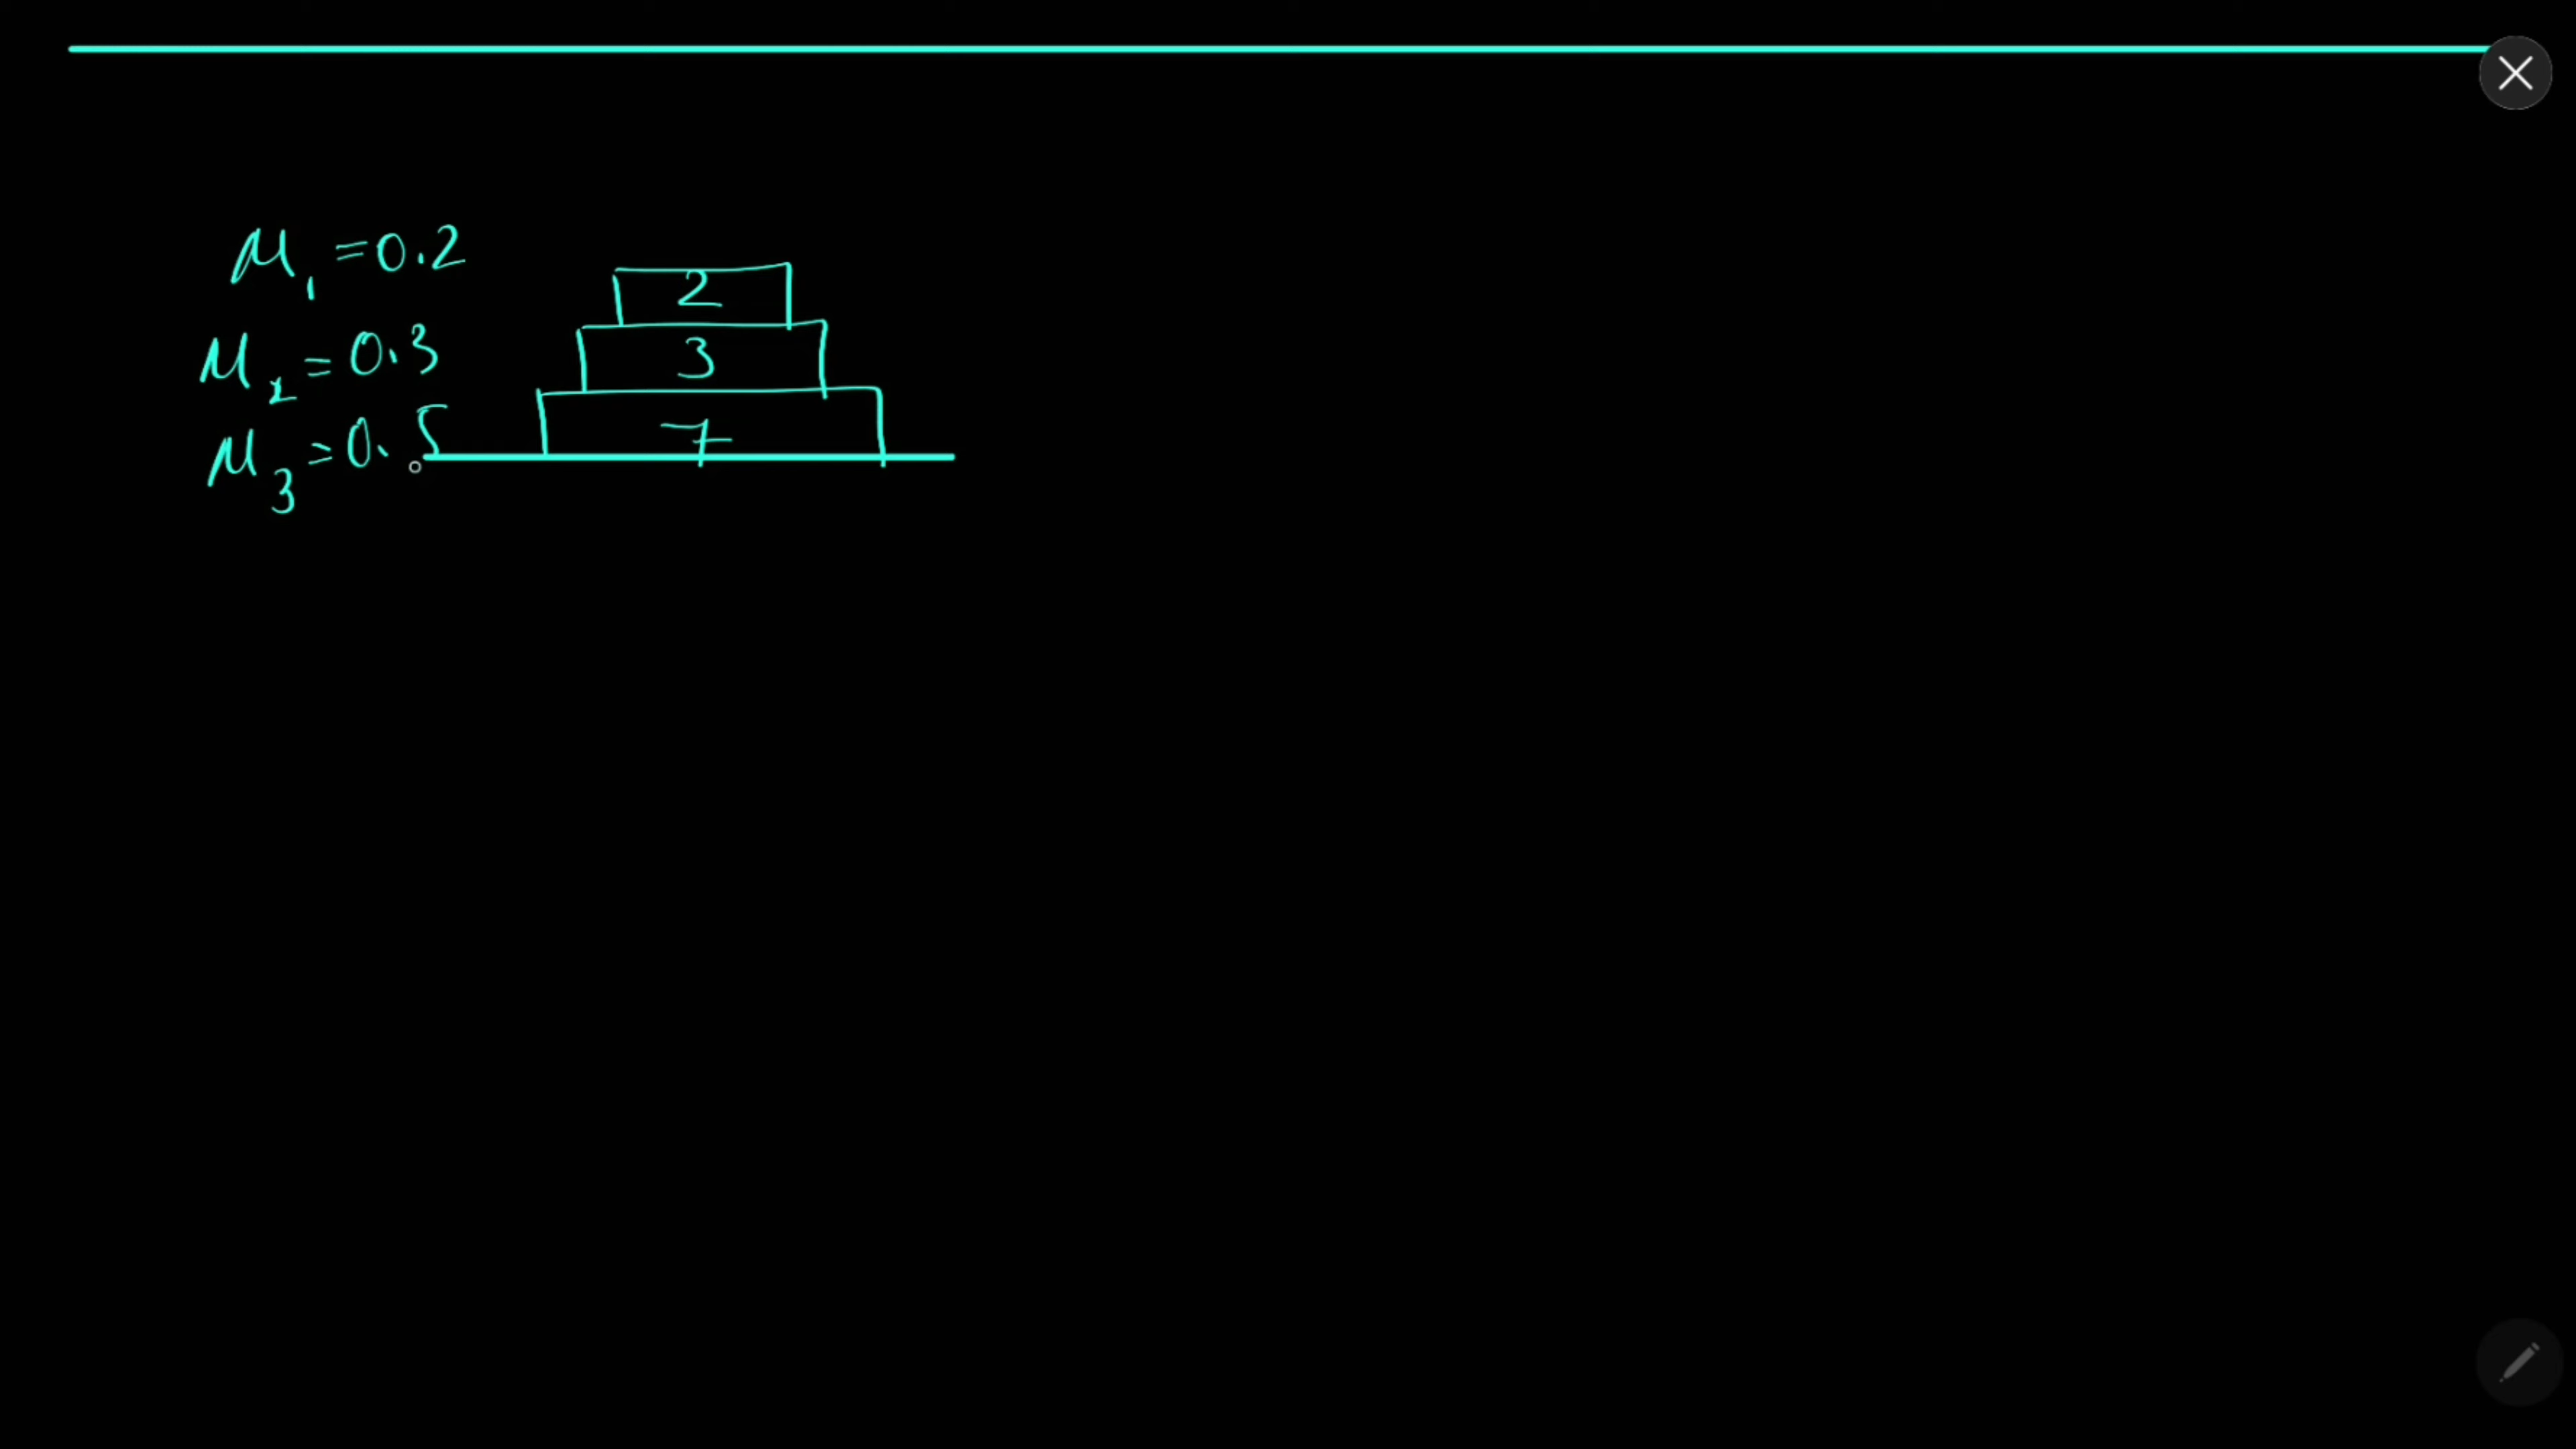 μ₁ = 0.2
μ₂ = 0.3
μ₃ = 0.5
2
3
7